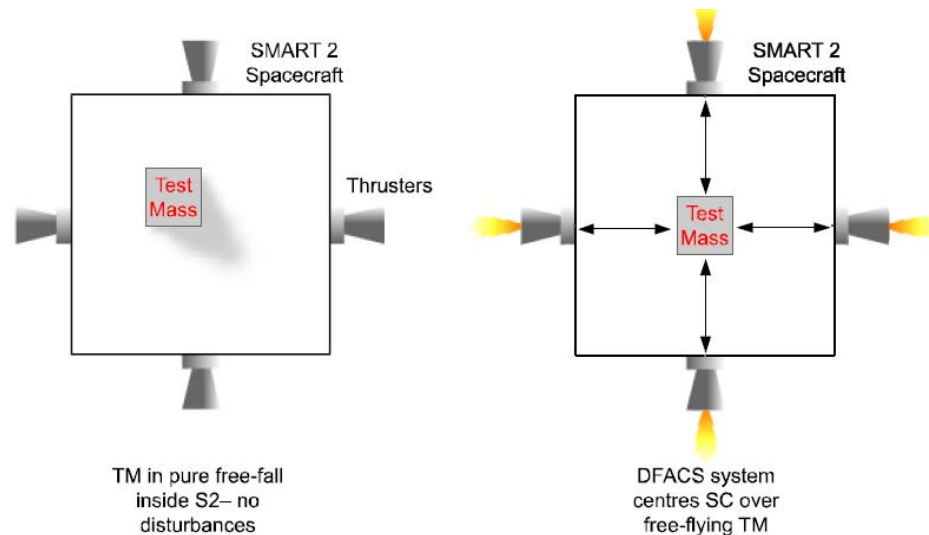 SMART 2
Spacecraft
Test
Mass
Thrusters
TM in pure free-fall
inside S2– no
disturbances
SMART 2
Spacecraft
Test
Mass
DFACS system
centres SC over
free-flying TM